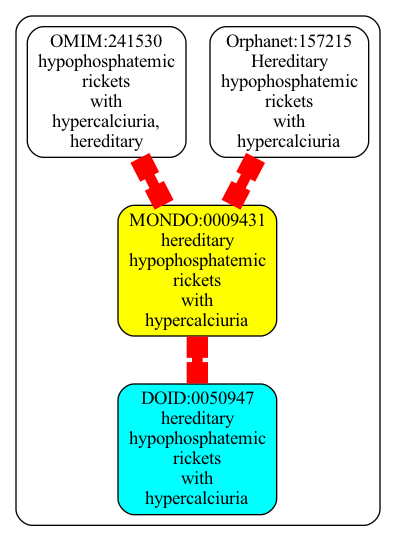 OMIM:241530
hypophosphatemic
rickets
with
hypercalciuria,
hereditary
Orphanet:157215
Hereditary
hypophosphatemic
rickets
with
hypercalciuria
MONDO:0009431
hereditary
hypophosphatemic
rickets
with
hypercalciuria
DOID:0050947
hereditary
hypophosphatemic
rickets
with
hypercalciuria